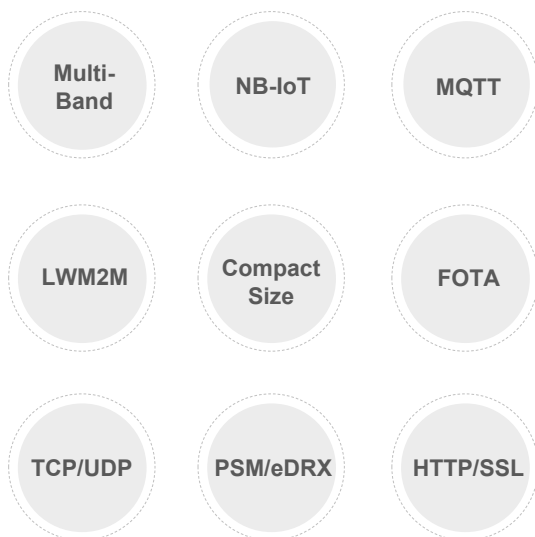 Multi-
Band
NB-IoT
MQTT
LWM2M
Compact
Size
FOTA
TCP/UDP
PSM/eDRX
HTTP/SSL